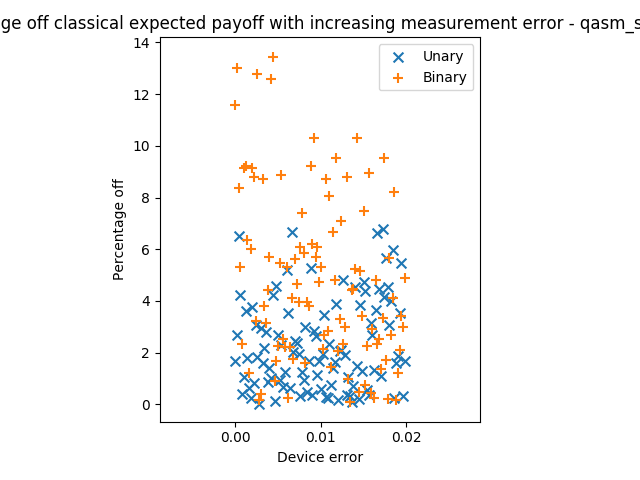 ge off classical expected payoff with increasing measurement error - qasm_s
Unary
Binary
14
12
10
8
6
4
2
0
Percentage off
0.00 0.01 0.02
Device error